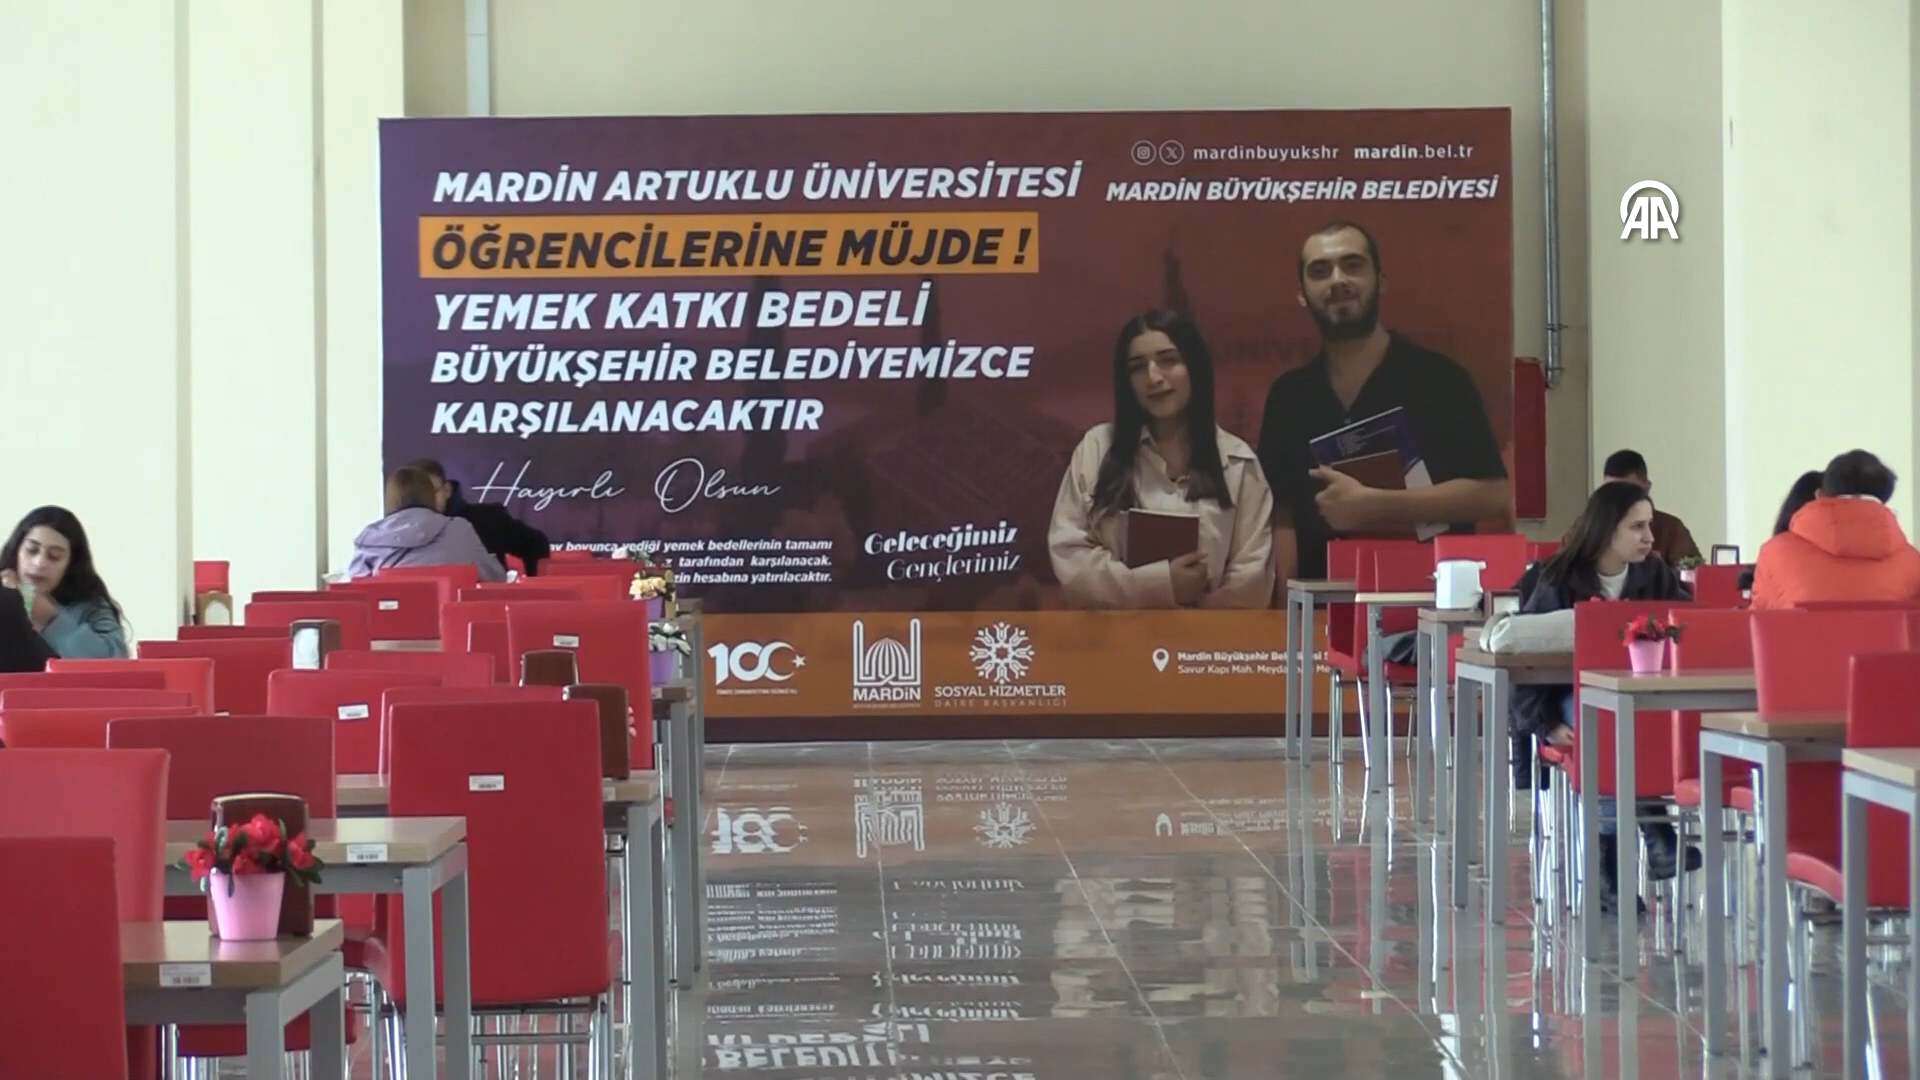 mardinbuyukshr mardin.bel.tr
MARDİN ARTUKLU ÜNİVERSİTESİ
MARDİN BÜYÜKŞEHİR BELEDİYESİ
AA
ÖĞRENCİLERİNE MÜJDE !
YEMEK KATKI BEDELİ
BÜYÜKŞEHİR BELEDİYEMİZCE
KARŞILANACAKTIR
Hayırlı Olsun
ay boyunca yediği yemek bedellerinin tamamı
tarafından karşılanacak.
hesabına yatırılacaktır.
Geleceğimiz
Gençlerimiz
100
MARDİN
SOSYAL HİZMETLER
DAİRE BAŞKANLIĞI
Mardin Büyükşehir Belediyesi
Savur Kapı Mah.